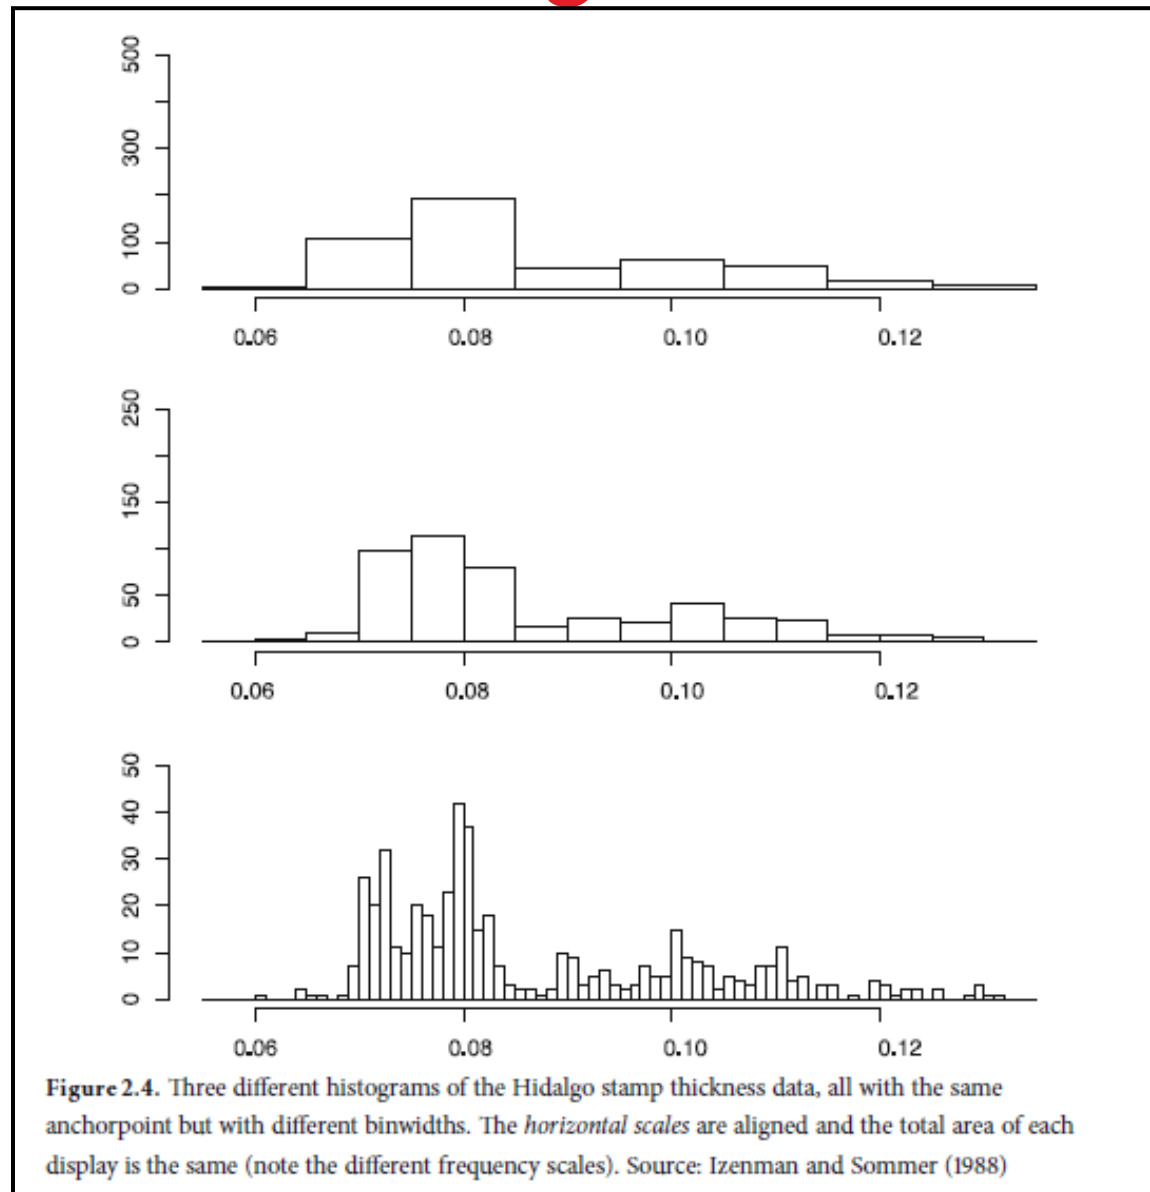 500
300
100
0
0.06 0.08 0.10 0.12
250
150
50
0
0.06 0.08 0.10 0.12
50
40
30
20
10
0
0.06 0.08 0.10 0.12
Figure 2.4. Three different histograms of the Hidalgo stamp thickness data, all with the same
anchorpoint but with different binwidths. The horizontal scales are aligned and the total area of each
display is the same (note the different frequency scales). Source: Izenman and Sommer (1988)